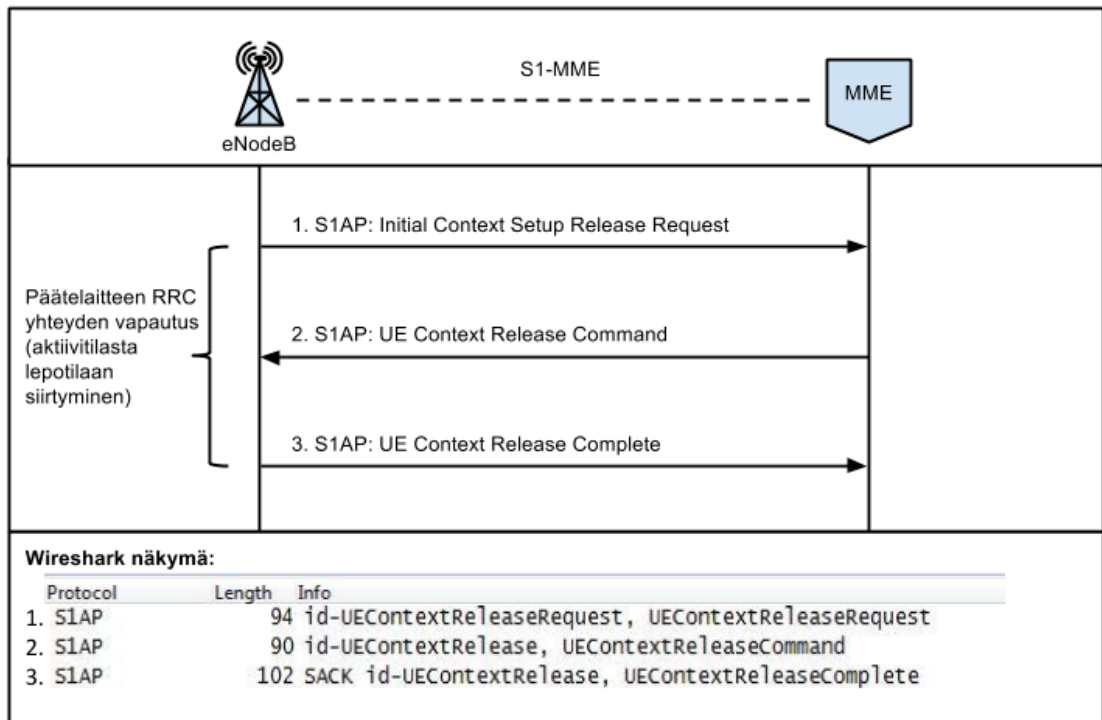 S1-MME
MME
eNodeB
1. S1AP: Initial Context Setup Release Request
Päätelaitteen RRC
yhteyden vapautus
(aktiivitilasta
lepotilaan
siirtyminen)
2. S1AP: UE Context Release Command
3. S1AP: UE Context Release Complete
Wireshark näkymä:
Protocol Length Info
1. S1AP 94 id-UEContextReleaseRequest, UEContextReleaseRequest
2. S1AP 90 id-UEContextRelease, UEContextReleaseCommand
3. S1AP 102 SACK id-UEContextRelease, UEContextReleaseComplete